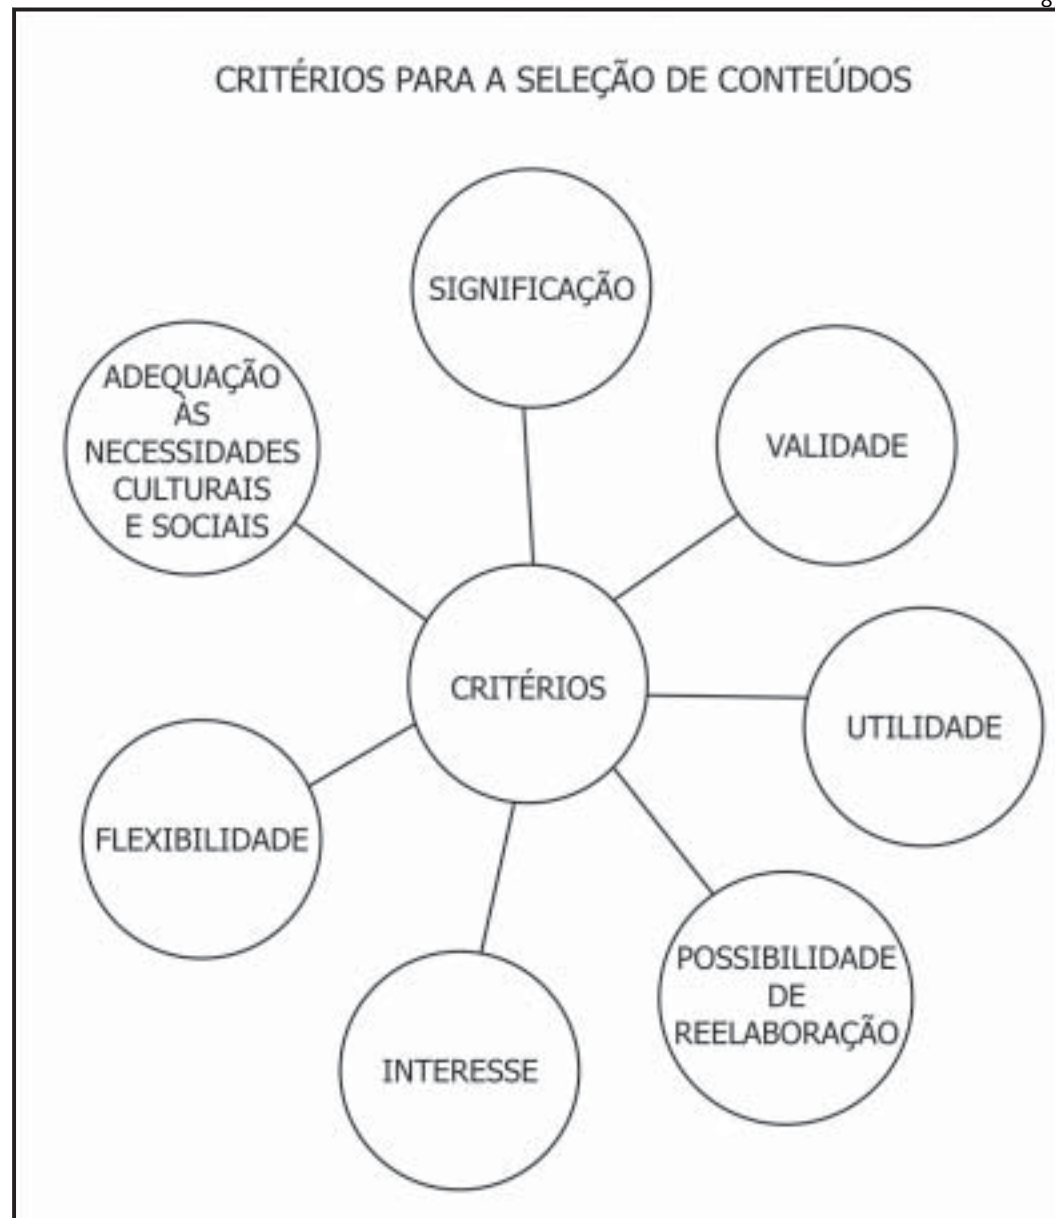 8
CRITÉRIOS PARA A SELEÇÃO DE CONTEÚDOS
SIGNIFICAÇÃO
ADEQUAÇÃO
ÀS
NECESSIDADES
CULTURAIS
E SOCIAIS
VALIDADE
CRITÉRIOS
UTILIDADE
FLEXIBILIDADE
POSSIBILIDADE
DE
REELABORAÇÃO
INTERESSE